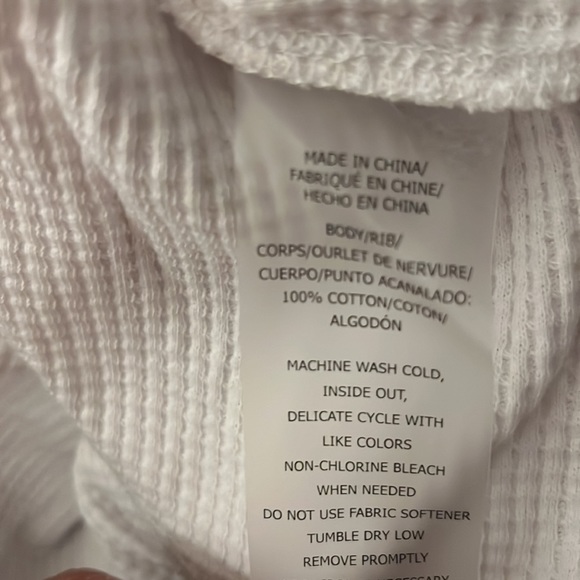 MADE IN CHINA/
FABRIQUÉ EN CHINE/
HECHO EN CHINA
BODY/RIB/
CORPS/OURLET DE NERVURE/
CUERPO/PUNTO ACANALADO:
100% COTTON/COTON/
ALGODÓN
MACHINE WASH COLD,
INSIDE OUT,
DELICATE CYCLE WITH
LIKE COLORS
NON-CHLORINE BLEACH
WHEN NEEDED
DO NOT USE FABRIC SOFTENER
TUMBLE DRY LOW
REMOVE PROMPTLY